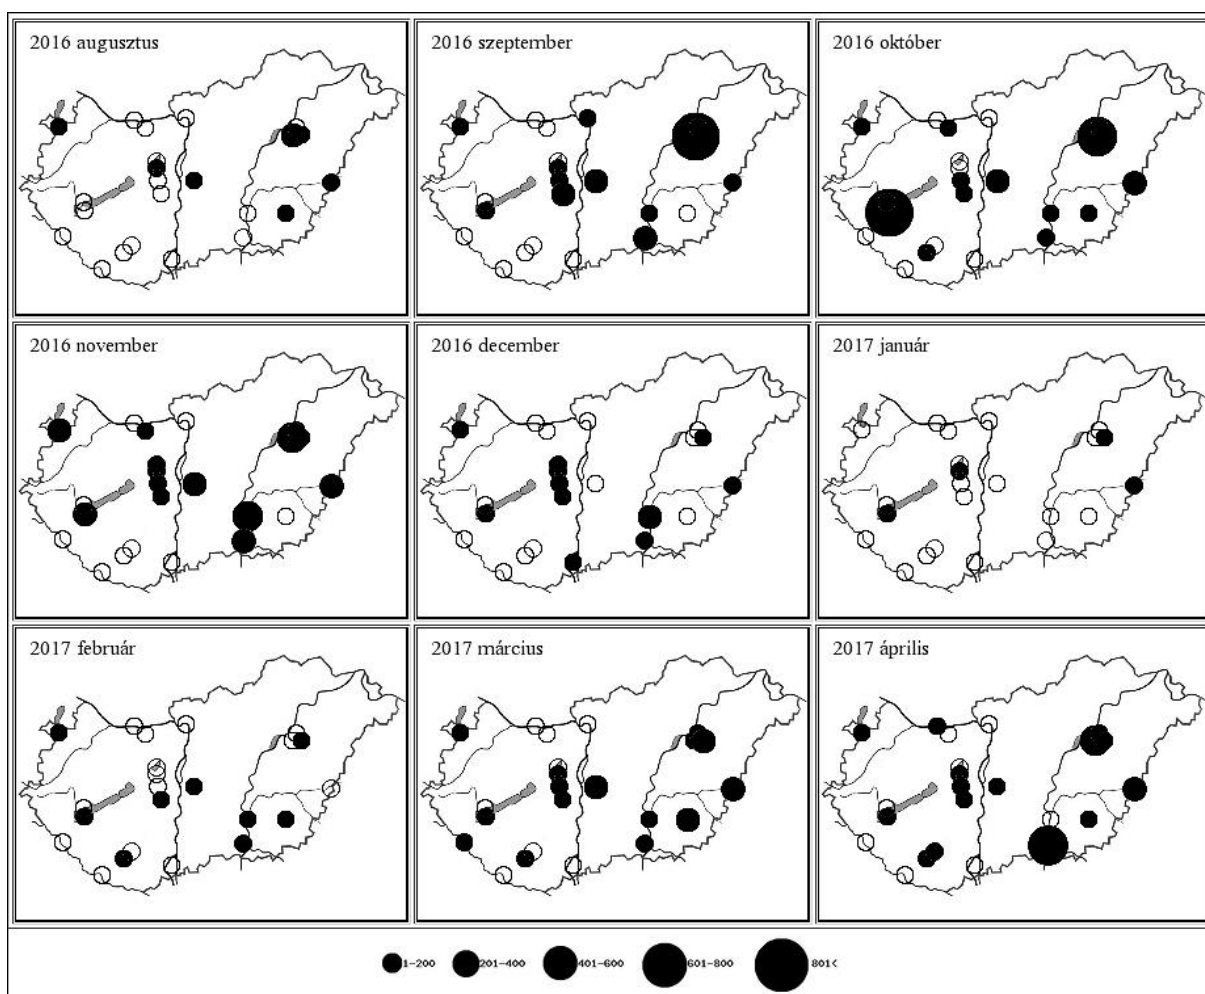 2016 augusztus
2016 szeptember
2016 október
2016 november
2016 december
2017 január
2017 február
2017 március
2017 április
1-200 201-400 401-600 601-800 801<